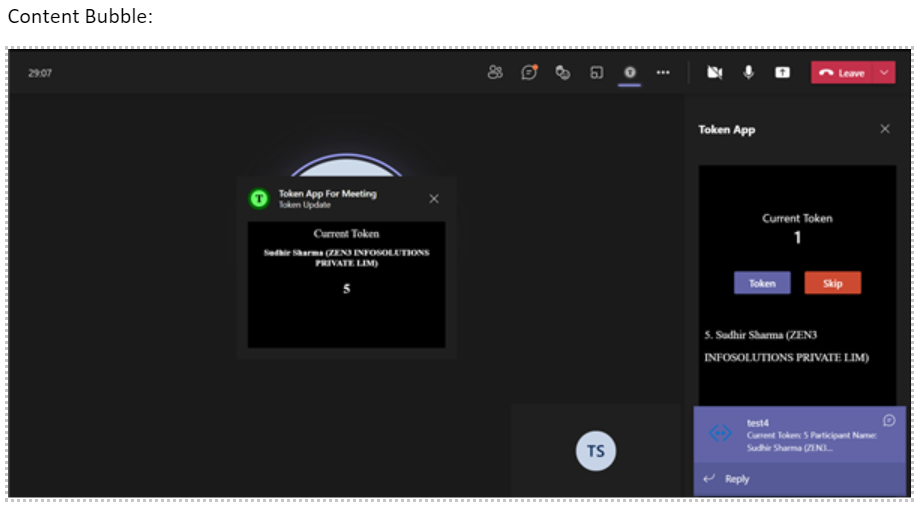 Content Bubble:
29:07
Leave
Token App
Token App For Meeting
Token Update
Current Token
Sudhir Sharma (ZEN3 INFOSOLUTIONS
PRIVATE LIM)
5
Current Token
1
Token
Skip
5. Sudhir Sharma (ZEN3
INFOSOLUTIONS PRIVATE LIM)
TS
test4
Current Token: 5 Participant Name:
Sudhir Sharma (ZEN3...
Reply